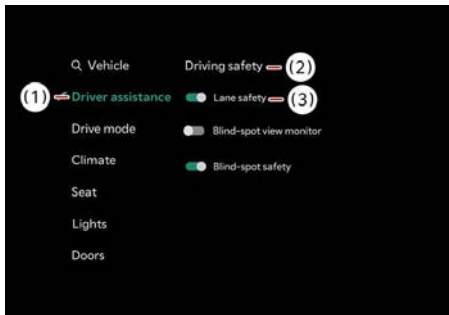 Vehicle
Driving safety (2)
(1) Driver assistance
Lane safety (3)
Drive mode
Blind-spot view monitor
Climate
Blind-spot safety
Seat
Lights
Doors